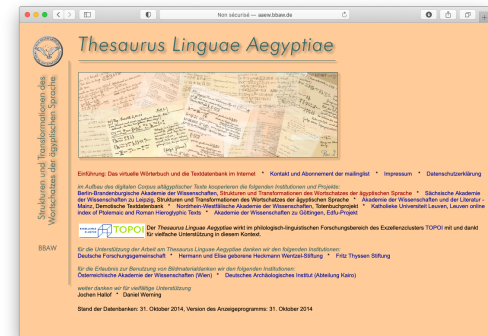 Non sécurisé — aaew.bbaw.de
Thesaurus Linguae Aegyptiae
Strukturen und Transformationen des
Wortschatzes der ägyptischen Sprache
BBAW
Einführung: Das virtuelle Wörterbuch und die Textdatenbank im Internet * Kontakt und Abonnement der mailinglist * Impressum * Datenschutzerklärung
Im Aufbau des digitalen Corpus altägyptischer Texte kooperieren die folgenden Institutionen und Projekte:
Berlin-Brandenburgische Akademie der Wissenschaften, Strukturen und Transformationen des Wortschatzes der ägyptischen Sprache * Sächsische Akademie
der Wissenschaften zu Leipzig, Strukturen und Transformationen des Wortschatzes der ägyptischen Sprache * Akademie der Wissenschaften und der Literatur -
Mainz, Demotische Textdatenbank * Nordrhein-Westfälische Akademie der Wissenschaften, Totenbuchprojekt * Katholieke Universiteit Leuven, Leuven online
Index of Ptolemaic and Roman Hieroglyphic Texts * Akademie der Wissenschaften zu Göttingen, Edfu-Projekt
TOPOI Der Thesaurus Linguae Aegyptiae wirkt im philologisch-linguistischen Forschungsbereich des Exzellenzclusters TOPOI mit und dankt
für vielfache Unterstützung in diesem Kontext.
für die Unterstützung der Arbeit am Thesaurus Linguae Aegyptiae danken wir den folgenden Institutionen:
Deutsche Forschungsgemeinschaft * Hermann und Elise geborene Heckmann Wentzel-Stiftung * Fritz Thyssen Stiftung
für die Erlaubnis zur Benutzung von Bildmaterial danken wir den folgenden Institutionen:
Österreichische Akademie der Wissenschaften (Wien) * Deutsches Archäologisches Institut (Abteilung Kairo)
weiter danken wir für vielfältige Unterstützung
Jochen Hallof * Daniel Werning
Stand der Datenbanken: 31. Oktober 2014, Version des Anzeigeprogramms: 31. Oktober 2014